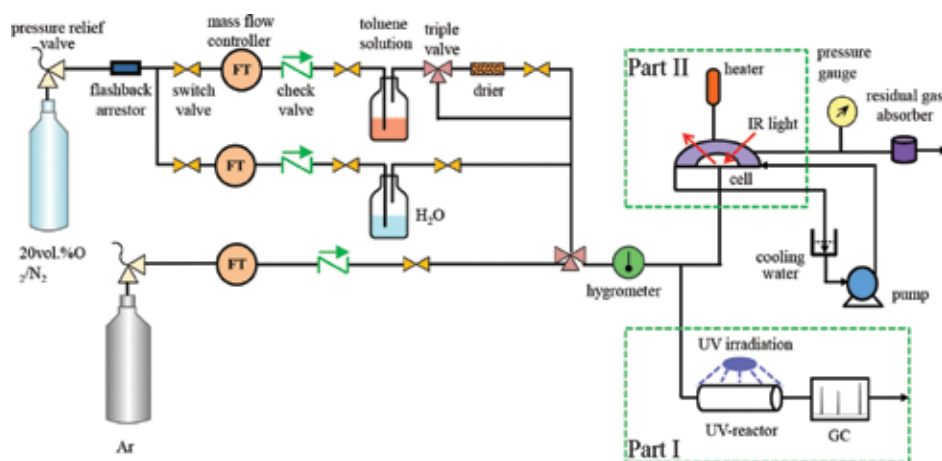 pressure relief
valve
mass flow
controller
toluene
solution
triple
valve
FT
flashback
arrestor
switch
valve
check
valve
drier
FT
H₂O
20vol.%O
₂/N₂
FT
Ar
hygrometer
Part II
heater
IR light
cell
pressure
gauge
residual gas
absorber
cooling
water
pump
UV irradiation
UV-reactor
GC
Part I